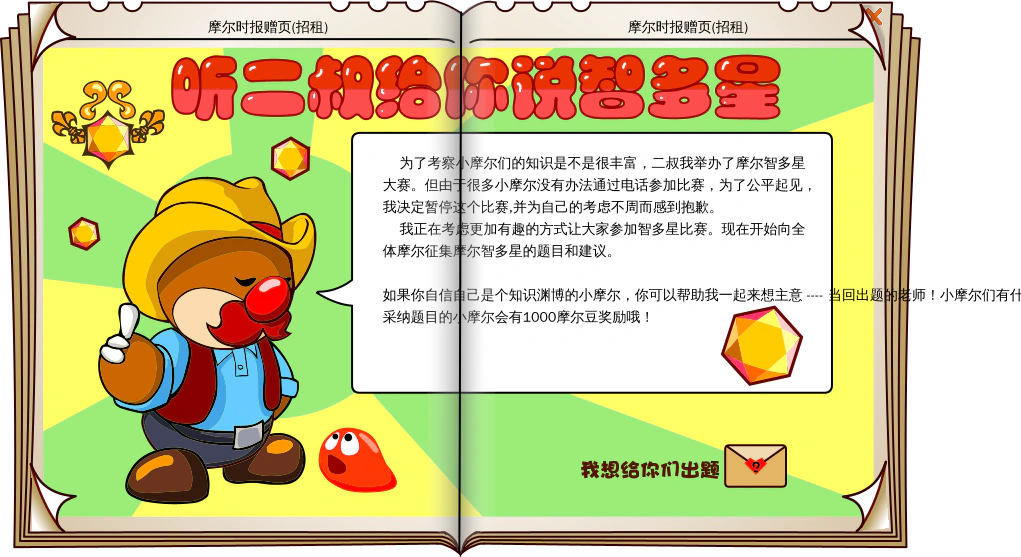 摩尔时报赠页(招租)
摩尔时报赠页(招租)
听二叔给你说智多星
为了考察小摩尔们的知识是不是很丰富，二叔我举办了摩尔智多星
大赛。但由于很多小摩尔没有办法通过电话参加比赛，为了公平起见，
我决定暂停这个比赛,并为自己的考虑不周而感到抱歉。
我正在考虑更加有趣的方式让大家参加智多星比赛。现在开始向全
体摩尔征集摩尔智多星的题目和建议。
如果你自信自己是个知识渊博的小摩尔，你可以帮助我一起来想主意 ---- 当回出题的老师！小摩尔们有什
采纳题目的小摩尔会有1000摩尔豆奖励哦！
我想给你们出题
?